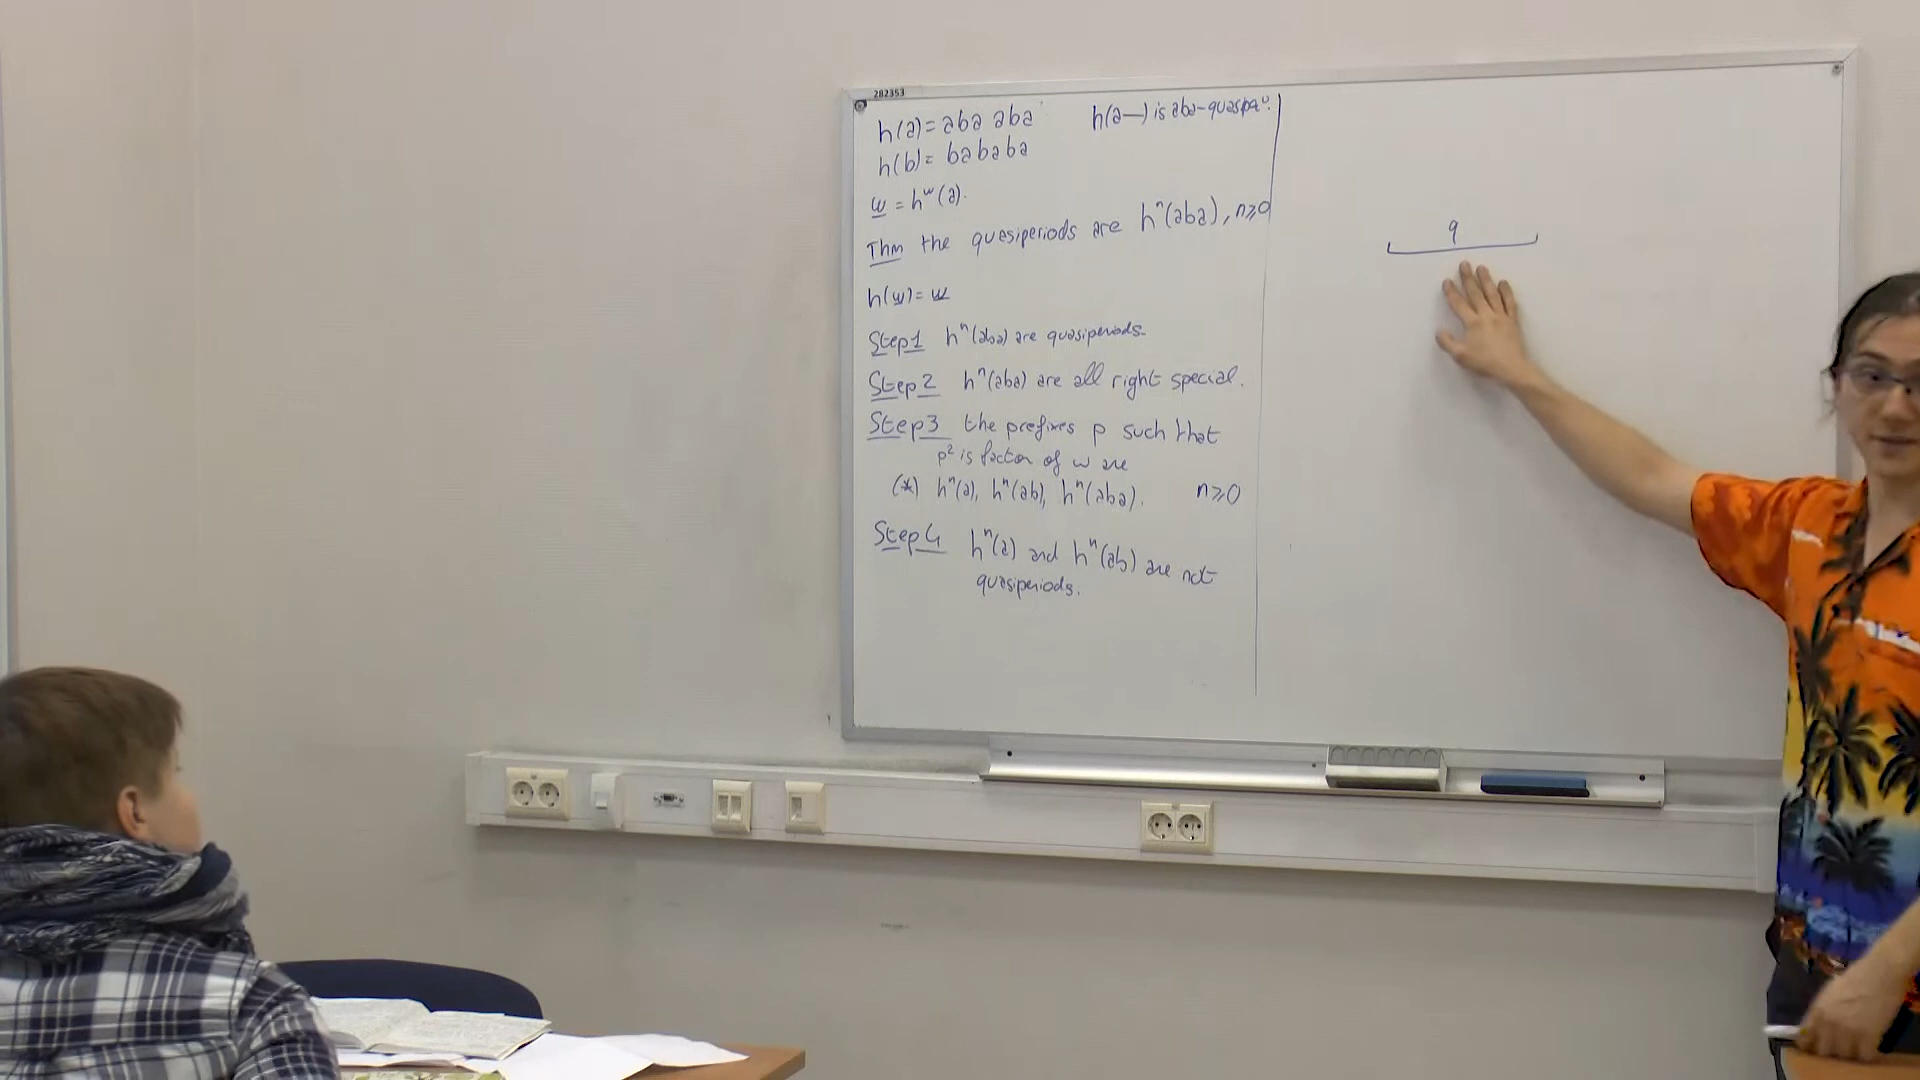 282353
h(a) = aba aba
h(a—) is aba-quasipe
h(b) = bababa
w = h^ω(a).
Thm the quasiperiods are h^n(aba), n≥0
h(w) = w
Step1 h^n(aba) are quasiperiods.
Step2 h^n(aba) are all right special.
Step3 the prefixes p such that
p² is factor of w are
(*) h^n(a), h^n(ab), h^n(aba). n≥0
Step4 h^n(a) and h^n(ab) are not
quasiperiods.
q